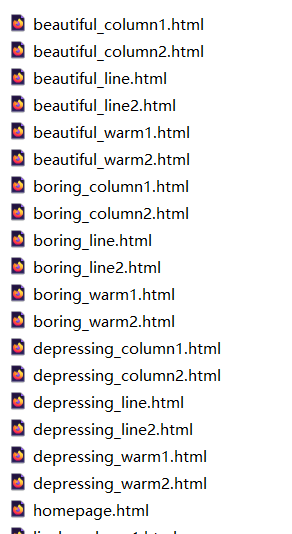 beautiful_column1.html
beautiful_column2.html
beautiful_line.html
beautiful_line2.html
beautiful_warm1.html
beautiful_warm2.html
boring_column1.html
boring_column2.html
boring_line.html
boring_line2.html
boring_warm1.html
boring_warm2.html
depressing_column1.html
depressing_column2.html
depressing_line.html
depressing_line2.html
depressing_warm1.html
depressing_warm2.html
homepage.html